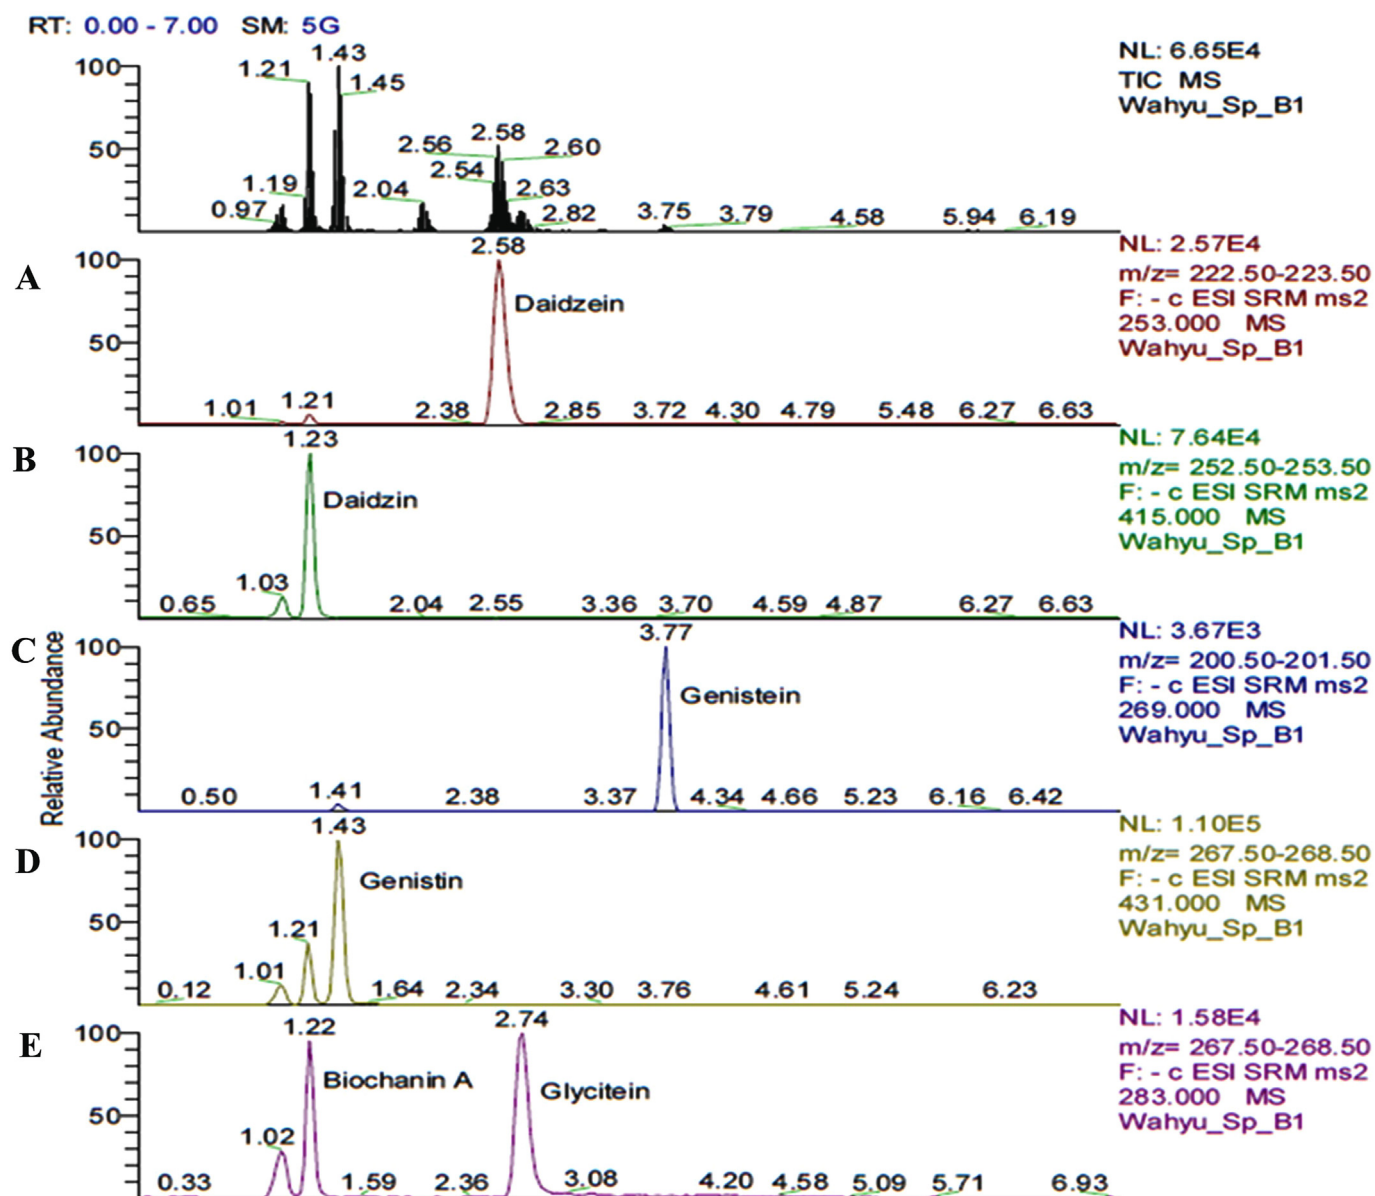 RT: 0.00 - 7.00 SM: 5G
1.43
100
1.21
1.45
2.58
50
2.56
2.60
2.54
1.19
2.04
2.63
0.97
2.82
3.75
3.79
4.58
5.94
6.19
NL: 6.65E4
TIC MS
Wahyu_Sp_B1
A
2.58
100
Daidzein
50
1.01
1.21
2.38
2.85
3.72
4.30
4.79
5.48
6.27
6.63
NL: 2.57E4
m/z= 222.50-223.50
F: - c ESI SRM ms2
253.000 MS
Wahyu_Sp_B1
B
1.23
100
Daidzin
50
1.03
0.65
2.04
2.55
3.36
3.70
4.59
4.87
6.27
6.63
NL: 7.64E4
m/z= 252.50-253.50
F: - c ESI SRM ms2
415.000 MS
Wahyu_Sp_B1
C
Relative Abundance
3.77
100
Genistein
50
0.50
1.41
2.38
3.37
4.34
4.66
5.23
6.16
6.42
NL: 3.67E3
m/z= 200.50-201.50
F: - c ESI SRM ms2
269.000 MS
Wahyu_Sp_B1
D
1.43
100
Genistin
50
1.21
1.01
0.12
1.64
2.34
3.30
3.76
4.61
5.24
6.23
NL: 1.10E5
m/z= 267.50-268.50
F: - c ESI SRM ms2
431.000 MS
Wahyu_Sp_B1
E
1.22
2.74
100
Biochanin A
Glycitein
50
1.02
0.33
1.59
2.36
3.08
4.20
4.58
5.09
5.71
6.93
NL: 1.58E4
m/z= 267.50-268.50
F: - c ESI SRM ms2
283.000 MS
Wahyu_Sp_B1